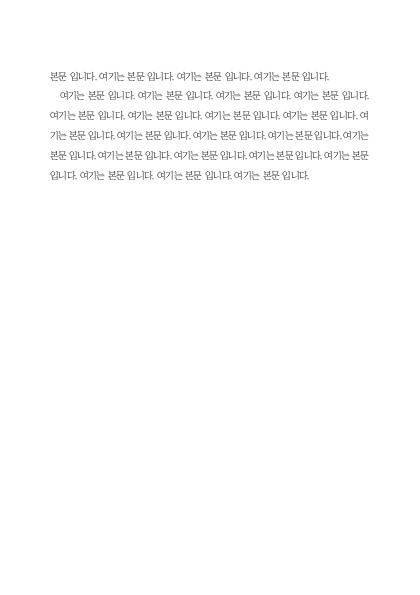 본문 입니다. 여기는 본문 입니다. 여기는 본문 입니다. 여기는 본문 입니다.
여기는 본문 입니다. 여기는 본문 입니다. 여기는 본문 입니다. 여기는 본문 입니다.
여기는 본문 입니다. 여기는 본문 입니다. 여기는 본문 입니다. 여기는 본문 입니다. 여
기는 본문 입니다. 여기는 본문 입니다. 여기는 본문 입니다. 여기는 본문 입니다. 여기는
본문 입니다. 여기는 본문 입니다. 여기는 본문 입니다. 여기는 본문 입니다. 여기는 본문
입니다. 여기는 본문 입니다. 여기는 본문 입니다. 여기는 본문 입니다.